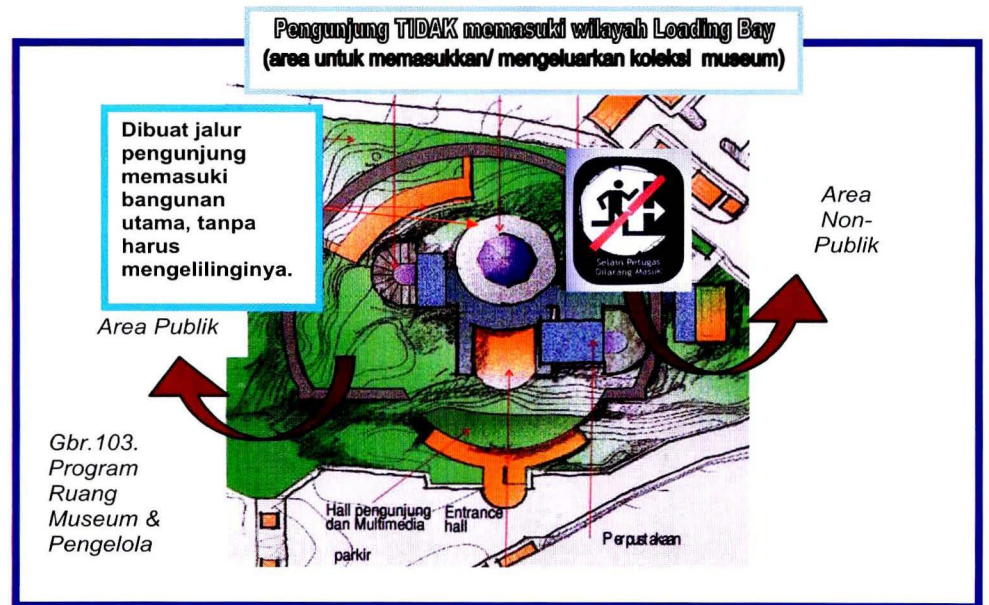 Pengunjung TIDAK memasuki wilayah Loading Bay
(area untuk memasukkan/ mengeluarkan koleksi museum)
Dibuat jalur
pengunjung
memasuki
bangunan
utama, tanpa
harus
mengelilinginya.
Selain Petugas
Dilarang Masuk
Area
Non-
Publik
Area Publik
Gbr.103.
Program
Ruang
Museum &
Pengelola
Hall pengunjung
dan Multimedia
Entrance
hall
parkir
Perpustakaan